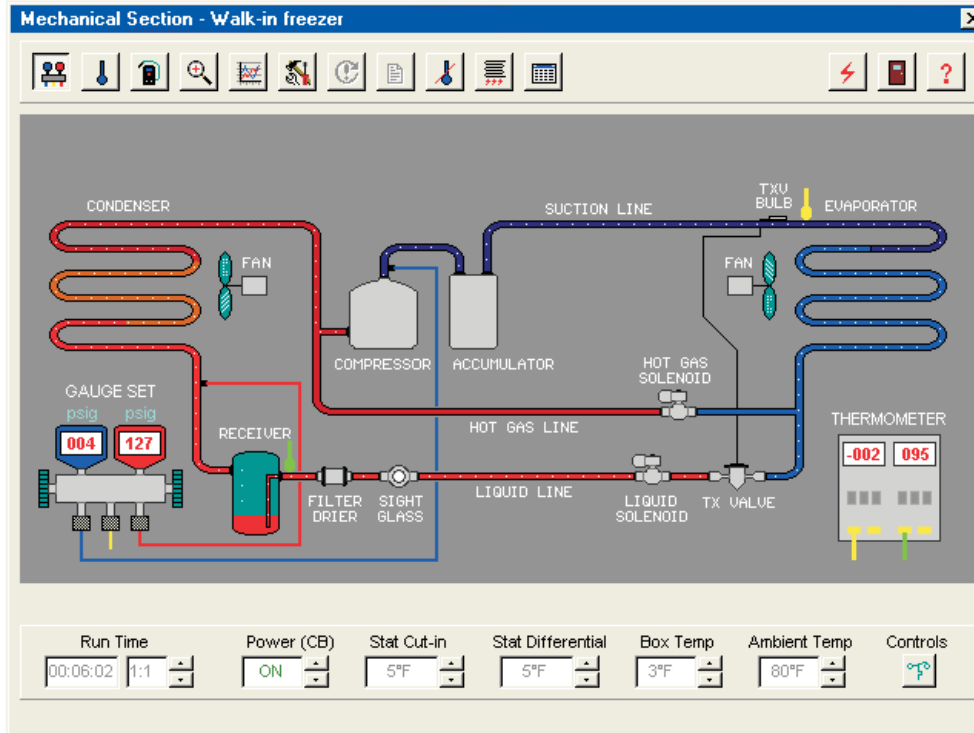 Mechanical Section - Walk-in freezer
?
CONDENSER
SUCTION LINE
TXV
BULB
EVAPORATOR
FAN
FAN
COMPRESSOR
ACCUMULATOR
HOT GAS
SOLENOID
GAUGE SET
psig psig
004 127
RECEIVER
HOT GAS LINE
THERMOMETER
-002 095
FILTER
DRIER
SIGHT
GLASS
LIQUID LINE
LIQUID
SOLENOID
TX VALVE
Run Time Power (CB) Stat Cut-in Stat Differential Box Temp Ambient Temp Controls
00:06:02 1:1 ON 5°F 5°F 3°F 80°F